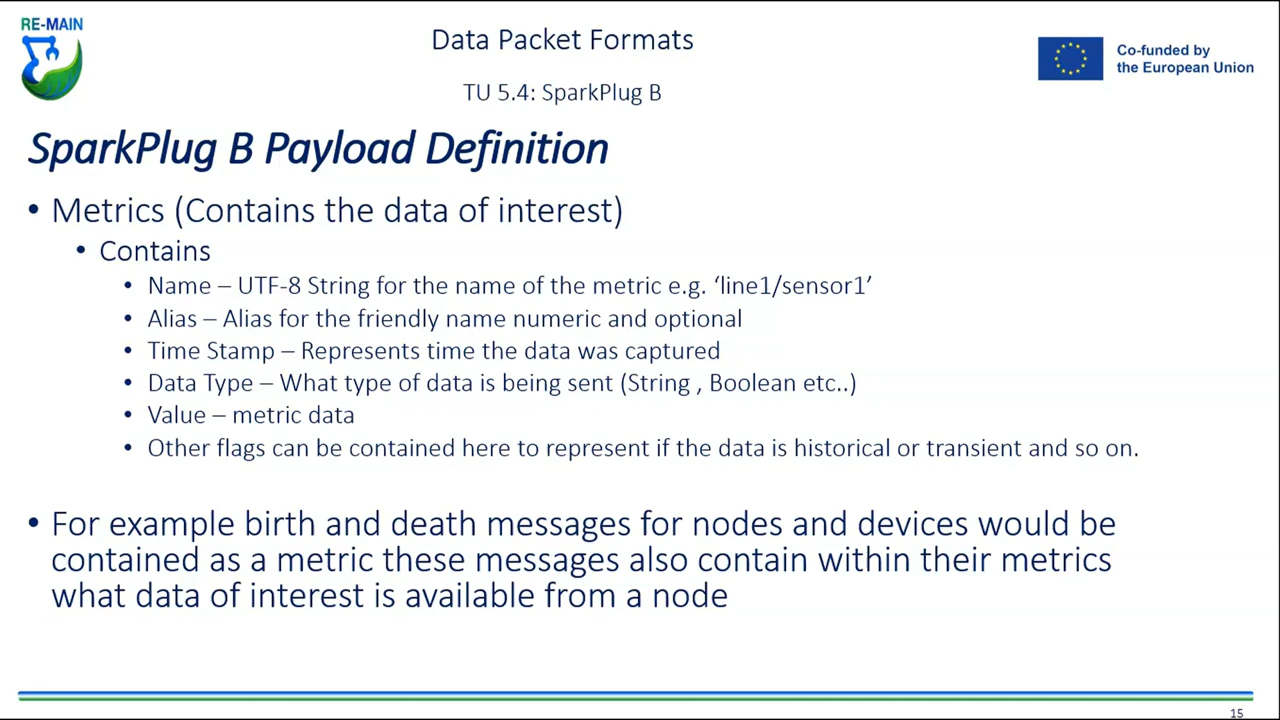 RE-MAIN
Data Packet Formats
Co-funded by
the European Union
TU 5.4: SparkPlug B
SparkPlug B Payload Definition
• Metrics (Contains the data of interest)
• Contains
• Name – UTF-8 String for the name of the metric e.g. ‘line1/sensor1’
• Alias – Alias for the friendly name numeric and optional
• Time Stamp – Represents time the data was captured
• Data Type – What type of data is being sent (String , Boolean etc..)
• Value – metric data
• Other flags can be contained here to represent if the data is historical or transient and so on.
• For example birth and death messages for nodes and devices would be
contained as a metric these messages also contain within their metrics
what data of interest is available from a node
15